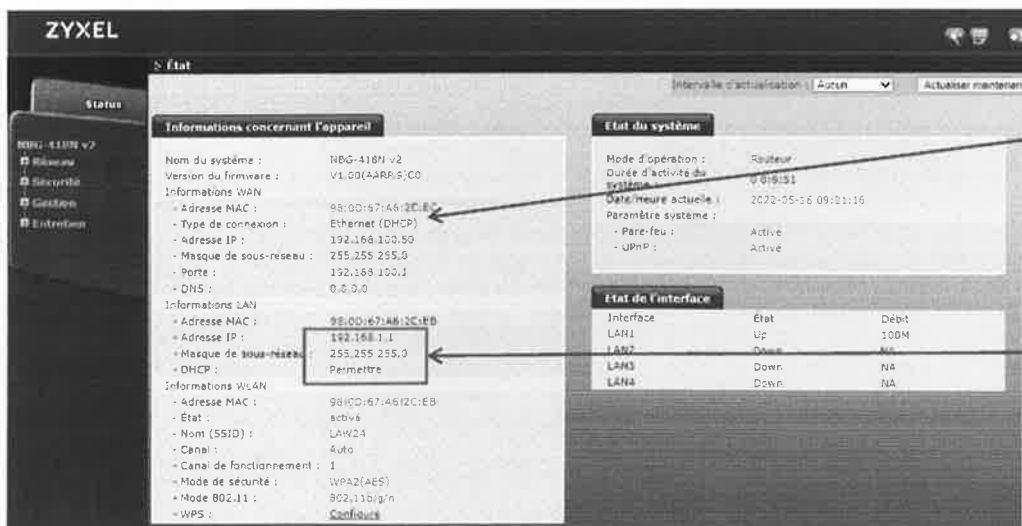 ZYXEL
> État
Intervalle d'actualisation : Aucun
Actualiser maintenant
Status
NBG-418N v2
Réseau
Sécurité
Gestion
Entretien
Informations concernant l'appareil
Nom du système : NBG-418N v2
Version du firmware : V1.00(AARP.9)C0
Informations WAN
- Adresse MAC : 98:0D:67:A6:2C:EC
- Type de connexion : Ethernet (DHCP)
- Adresse IP : 192.168.100.50
- Masque de sous-réseau : 255.255.255.0
- Porte : 192.168.100.1
- DNS : 0.0.0.0
Informations LAN
- Adresse MAC : 98:0D:67:A6:2C:EB
- Adresse IP : 192.168.1.1
- Masque de sous-réseau : 255.255.255.0
- DHCP : Permettre
Informations WLAN
- Adresse MAC : 98:0D:67:A6:2C:EB
- État : activé
- Nom (SSID) : LAW24
- Canal : Auto
- Canal de fonctionnement : 1
- Mode de sécurité : WPA2(AES)
- Mode 802.11 : 802.11b/g/n
- WPS : Configuré
Etat du système
Mode d'opération : Routeur
Durée d'activité du
système :
Date/Heure actuelle : 2022-05-16 09:21:16
Paramètre système :
- Pare-feu : Activé
- UPnP : Activé
Etat de l'interface
Interface État Débit
LAN1 Up 100M
LAN2 Down NA
LAN3 Down NA
LAN4 Down NA